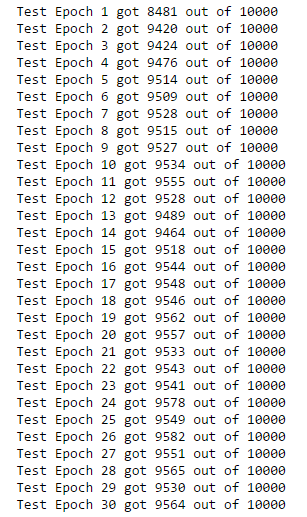 Test Epoch 1 got 8481 out of 10000
Test Epoch 2 got 9420 out of 10000
Test Epoch 3 got 9424 out of 10000
Test Epoch 4 got 9476 out of 10000
Test Epoch 5 got 9514 out of 10000
Test Epoch 6 got 9509 out of 10000
Test Epoch 7 got 9528 out of 10000
Test Epoch 8 got 9515 out of 10000
Test Epoch 9 got 9527 out of 10000
Test Epoch 10 got 9534 out of 10000
Test Epoch 11 got 9555 out of 10000
Test Epoch 12 got 9528 out of 10000
Test Epoch 13 got 9489 out of 10000
Test Epoch 14 got 9464 out of 10000
Test Epoch 15 got 9518 out of 10000
Test Epoch 16 got 9544 out of 10000
Test Epoch 17 got 9548 out of 10000
Test Epoch 18 got 9546 out of 10000
Test Epoch 19 got 9562 out of 10000
Test Epoch 20 got 9557 out of 10000
Test Epoch 21 got 9533 out of 10000
Test Epoch 22 got 9543 out of 10000
Test Epoch 23 got 9541 out of 10000
Test Epoch 24 got 9578 out of 10000
Test Epoch 25 got 9549 out of 10000
Test Epoch 26 got 9582 out of 10000
Test Epoch 27 got 9551 out of 10000
Test Epoch 28 got 9565 out of 10000
Test Epoch 29 got 9530 out of 10000
Test Epoch 30 got 9564 out of 10000